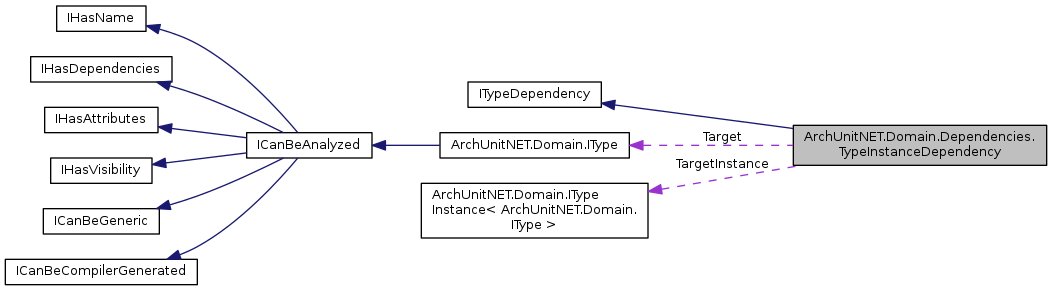 IHasName
IHasDependencies
IHasAttributes
IHasVisibility
ICanBeGeneric
ICanBeCompilerGenerated
ICanBeAnalyzed
ITypeDependency
ArchUnitNET.Domain.IType
ArchUnitNET.Domain.IType
Instance< ArchUnitNET.Domain.
IType >
Target
TargetInstance
ArchUnitNET.Domain.Dependencies.
TypeInstanceDependency